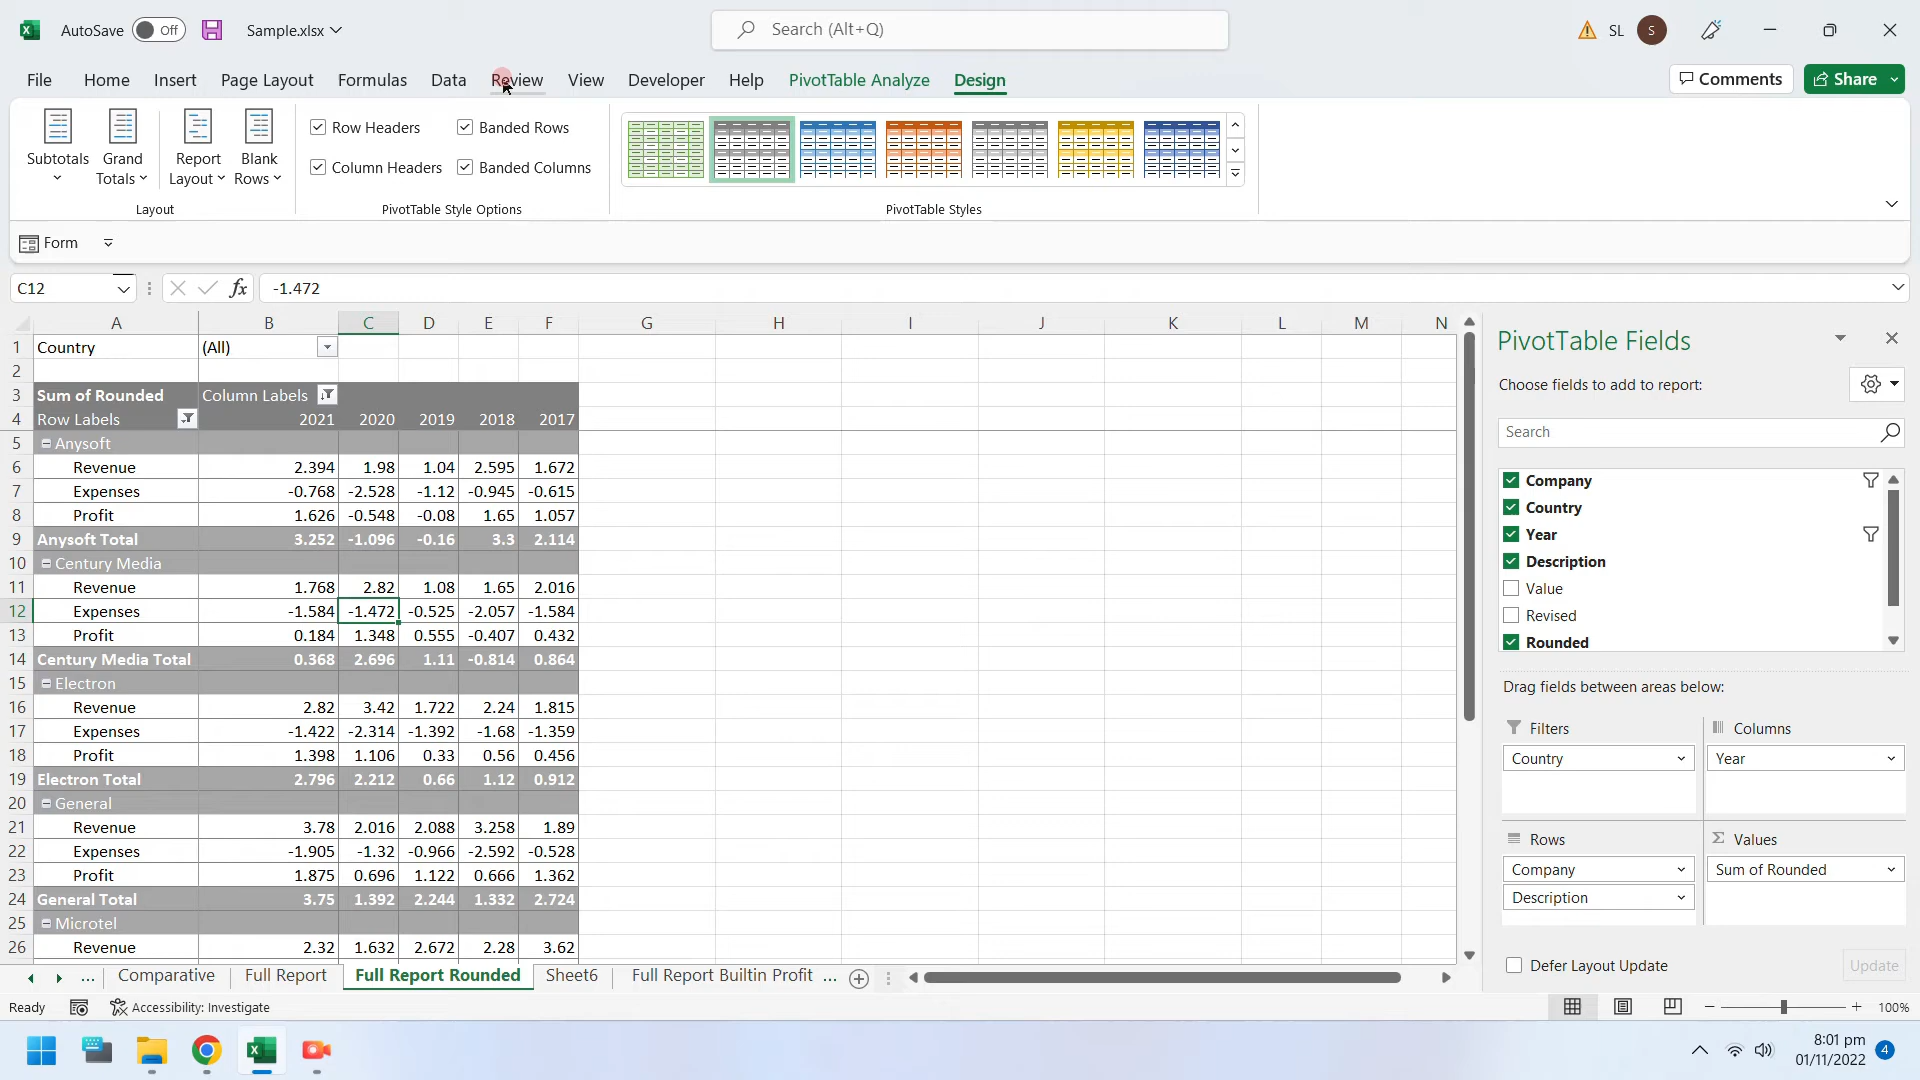 AutoSave Off Sample.xlsx Search (Alt+Q) SL S
File Home Insert Page Layout Formulas Data Review View Developer Help PivotTable Analyze Design Comments Share
Subtotals Grand Totals Report Layout Blank Rows
Row Headers Banded Rows
Column Headers Banded Columns
Layout PivotTable Style Options PivotTable Styles
Form
C12 fx -1.472
A B C D E F G H I J K L M N
1 Country (All)
2
3 Sum of Rounded Column Labels
4 Row Labels 2021 2020 2019 2018 2017
5 Anysoft
6 Revenue 2.394 1.98 1.04 2.595 1.672
7 Expenses -0.768 -2.528 -1.12 -0.945 -0.615
8 Profit 1.626 -0.548 -0.08 1.65 1.057
9 Anysoft Total 3.252 -1.096 -0.16 3.3 2.114
10 Century Media
11 Revenue 1.768 2.82 1.08 1.65 2.016
12 Expenses -1.584 -1.472 -0.525 -2.057 -1.584
13 Profit 0.184 1.348 0.555 -0.407 0.432
14 Century Media Total 0.368 2.696 1.11 -0.814 0.864
15 Electron
16 Revenue 2.82 3.42 1.722 2.24 1.815
17 Expenses -1.422 -2.314 -1.392 -1.68 -1.359
18 Profit 1.398 1.106 0.33 0.56 0.456
19 Electron Total 2.796 2.212 0.66 1.12 0.912
20 General
21 Revenue 3.78 2.016 2.088 3.258 1.89
22 Expenses -1.905 -1.32 -0.966 -2.592 -0.528
23 Profit 1.875 0.696 1.122 0.666 1.362
24 General Total 3.75 1.392 2.244 1.332 2.724
25 Microtel
26 Revenue 2.32 1.632 2.672 2.28 3.62
PivotTable Fields
Choose fields to add to report:
Search
Company
Country
Year
Description
Value
Revised
Rounded
Drag fields between areas below:
Filters Columns
Country Year
Rows Values
Company Sum of Rounded
Description
Defer Layout Update Update
... Comparative Full Report Full Report Rounded Sheet6 Full Report Builtin Profit ...
Ready Accessibility: Investigate 100%
8:01 pm
01/11/2022 4